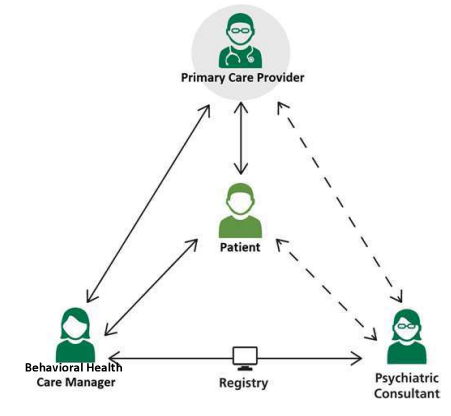 Primary Care Provider
Patient
Behavioral Health
Care Manager
Registry
Psychiatric
Consultant